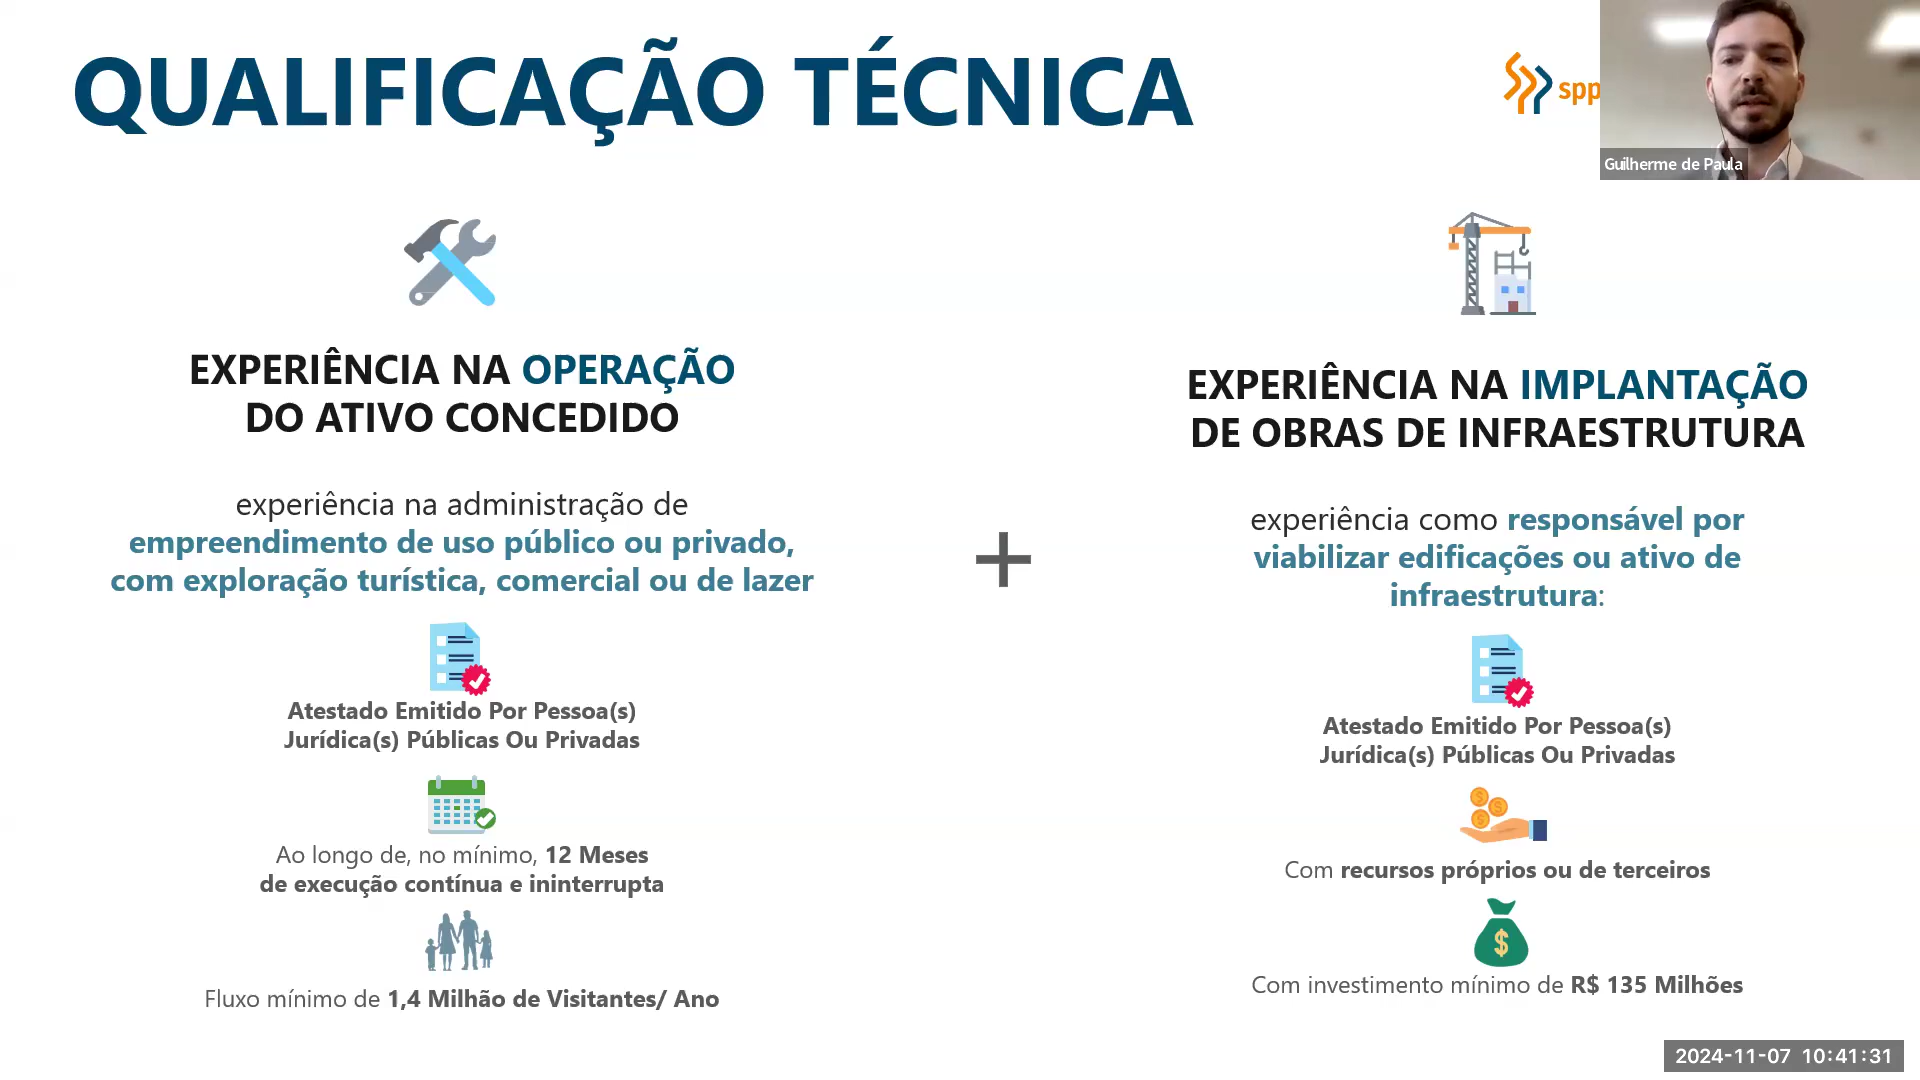 QUALIFICAÇÃO TÉCNICA
spp
Guilherme de Paula
EXPERIÊNCIA NA OPERAÇÃO
DO ATIVO CONCEDIDO
experiência na administração de
empreendimento de uso público ou privado,
com exploração turística, comercial ou de lazer
Atestado Emitido Por Pessoa(s)
Jurídica(s) Públicas Ou Privadas
Ao longo de, no mínimo, 12 Meses
de execução contínua e ininterrupta
Fluxo mínimo de 1,4 Milhão de Visitantes/ Ano
+
EXPERIÊNCIA NA IMPLANTAÇÃO
DE OBRAS DE INFRAESTRUTURA
experiência como responsável por
viabilizar edificações ou ativo de
infraestrutura:
Atestado Emitido Por Pessoa(s)
Jurídica(s) Públicas Ou Privadas
Com recursos próprios ou de terceiros
$
Com investimento mínimo de R$ 135 Milhões
2024-11-07 10:41:31